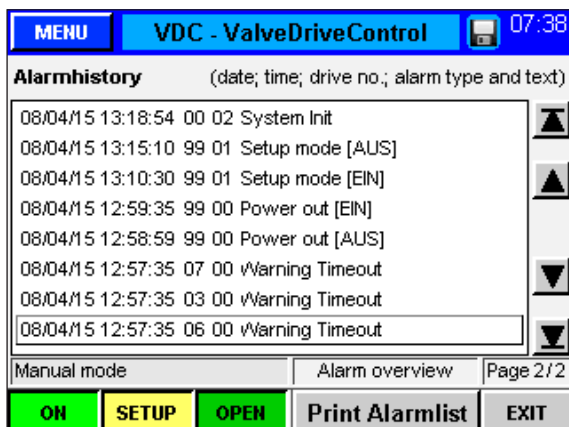 MENU VDC - ValveDriveControl 07:38
Alarmhistory (date; time; drive no.; alarm type and text)
08/04/15 13:18:54 00 02 System Init
08/04/15 13:15:10 99 01 Setup mode [AUS]
08/04/15 13:10:30 99 01 Setup mode [EIN]
08/04/15 12:59:35 99 00 Power out [EIN]
08/04/15 12:58:59 99 00 Power out [AUS]
08/04/15 12:57:35 07 00 Warning Timeout
08/04/15 12:57:35 03 00 Warning Timeout
08/04/15 12:57:35 06 00 Warning Timeout
Manual mode Alarm overview Page 2/2
ON SETUP OPEN Print Alarmlist EXIT